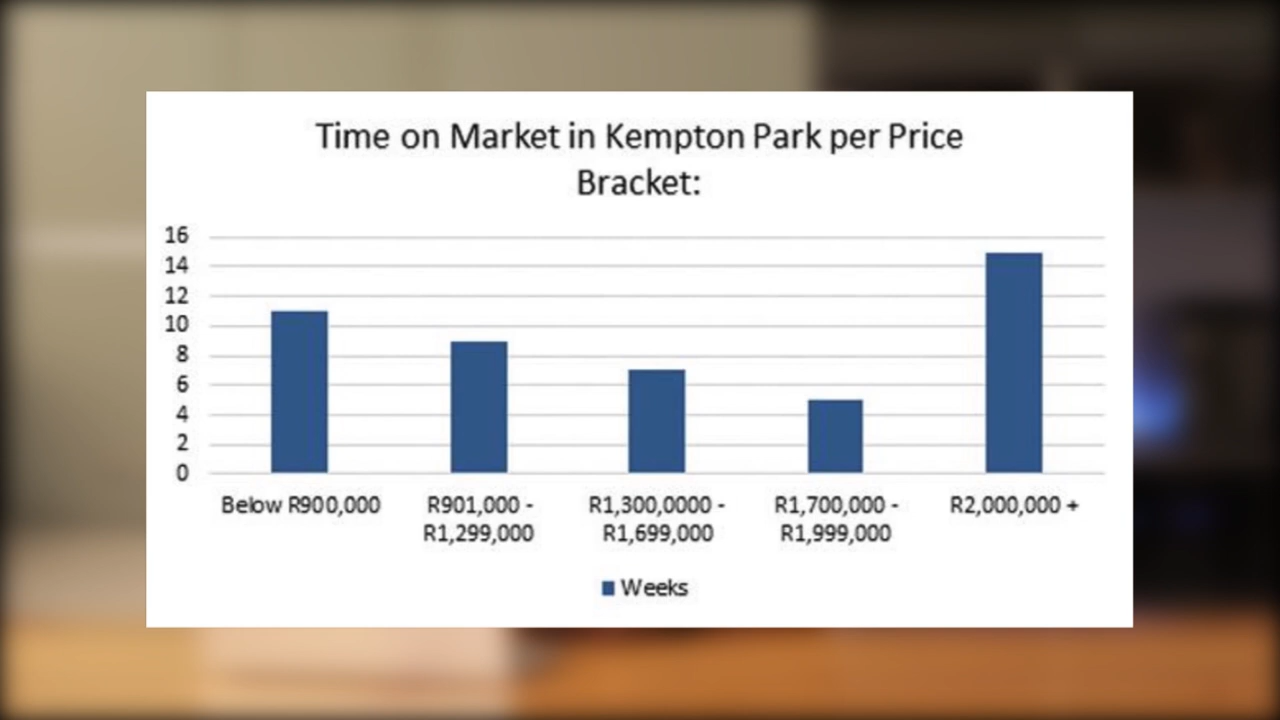 Time on Market in Kempton Park per Price
Bracket:
16
14
12
10
8
6
4
2
0
Below R900,000
R901,000 -
R1,299,000
R1,300,0000 -
R1,699,000
R1,700,000 -
R1,999,000
R2,000,000 +
Weeks